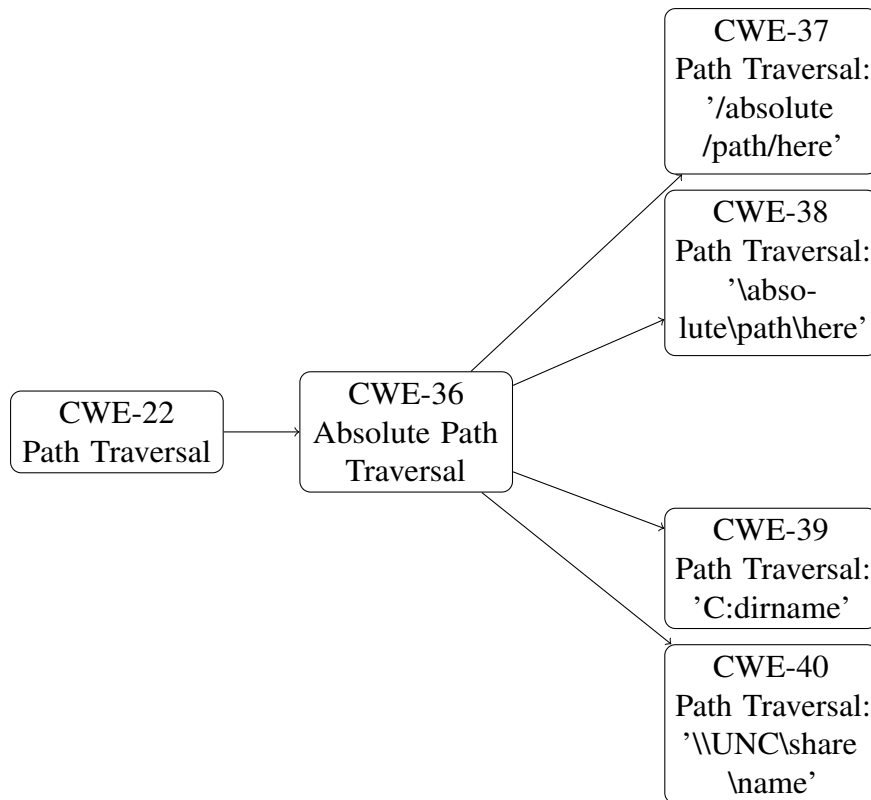 CWE-37
Path Traversal:
’/absolute
/path/here’
CWE-38
Path Traversal:
’\abso-
lute\path\here’
CWE-22
Path Traversal
CWE-36
Absolute Path
Traversal
CWE-39
Path Traversal:
’C:dirname’
CWE-40
Path Traversal:
’\\UNC\share
\name’